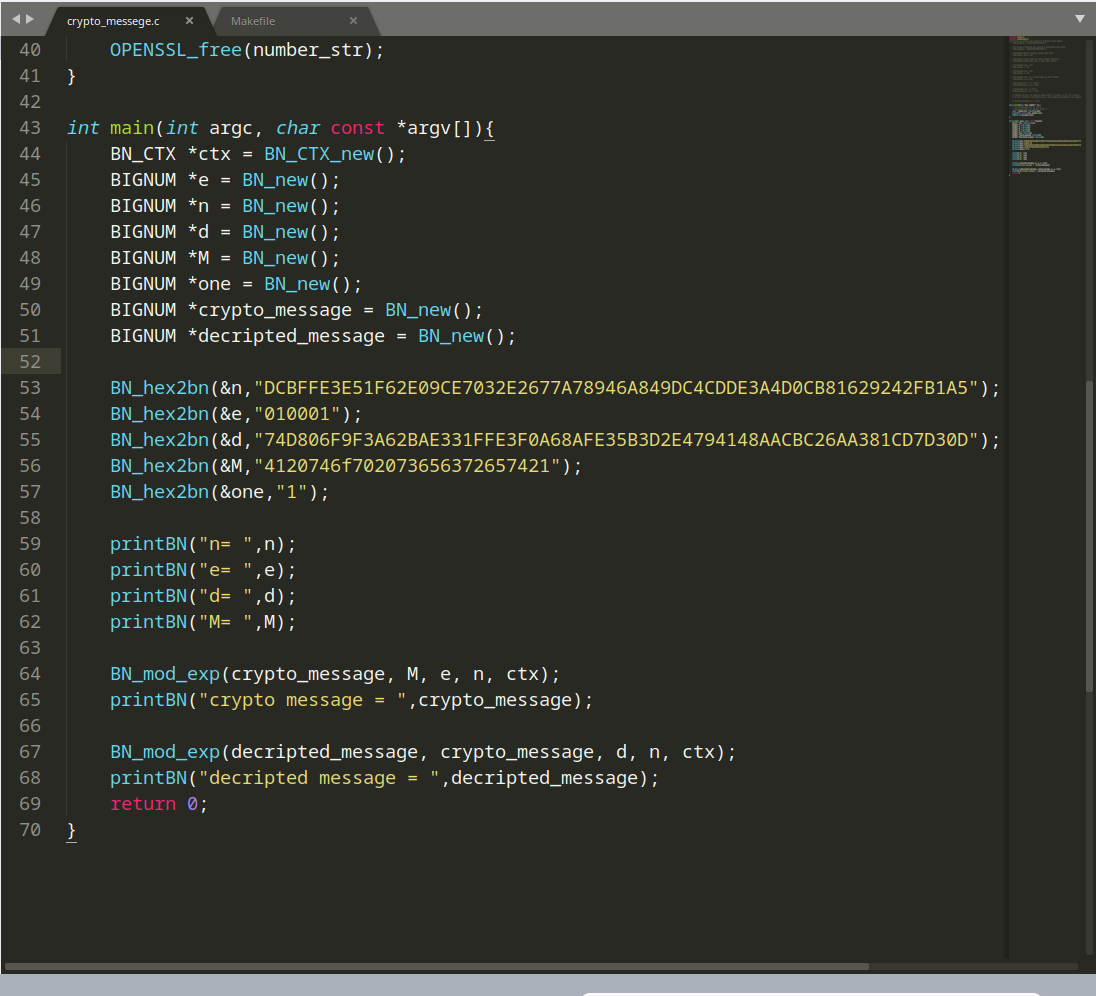 crypto_messege.c × Makefile ×
40 OPENSSL_free(number_str);
41 }
42
43 int main(int argc, char const *argv[]){
44 BN_CTX *ctx = BN_CTX_new();
45 BIGNUM *e = BN_new();
46 BIGNUM *n = BN_new();
47 BIGNUM *d = BN_new();
48 BIGNUM *M = BN_new();
49 BIGNUM *one = BN_new();
50 BIGNUM *crypto_message = BN_new();
51 BIGNUM *decripted_message = BN_new();
52
53 BN_hex2bn(&n,"DCBFFE3E51F62E09CE7032E2677A78946A849DC4CDDE3A4D0CB81629242FB1A5");
54 BN_hex2bn(&e,"010001");
55 BN_hex2bn(&d,"74D806F9F3A62BAE331FFE3F0A68AFE35B3D2E4794148AACBC26AA381CD7D30D");
56 BN_hex2bn(&M,"4120746f702073656372657421");
57 BN_hex2bn(&one,"1");
58
59 printBN("n= ",n);
60 printBN("e= ",e);
61 printBN("d= ",d);
62 printBN("M= ",M);
63
64 BN_mod_exp(crypto_message, M, e, n, ctx);
65 printBN("crypto message = ",crypto_message);
66
67 BN_mod_exp(decripted_message, crypto_message, d, n, ctx);
68 printBN("decripted message = ",decripted_message);
69 return 0;
70 }